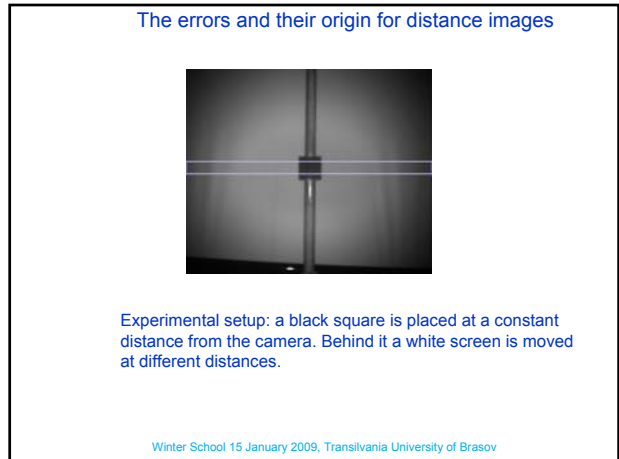 The errors and their origin for distance images
Experimental setup: a black square is placed at a constant
distance from the camera. Behind it a white screen is moved
at different distances.
Winter School 15 January 2009, Transilvania University of Brasov